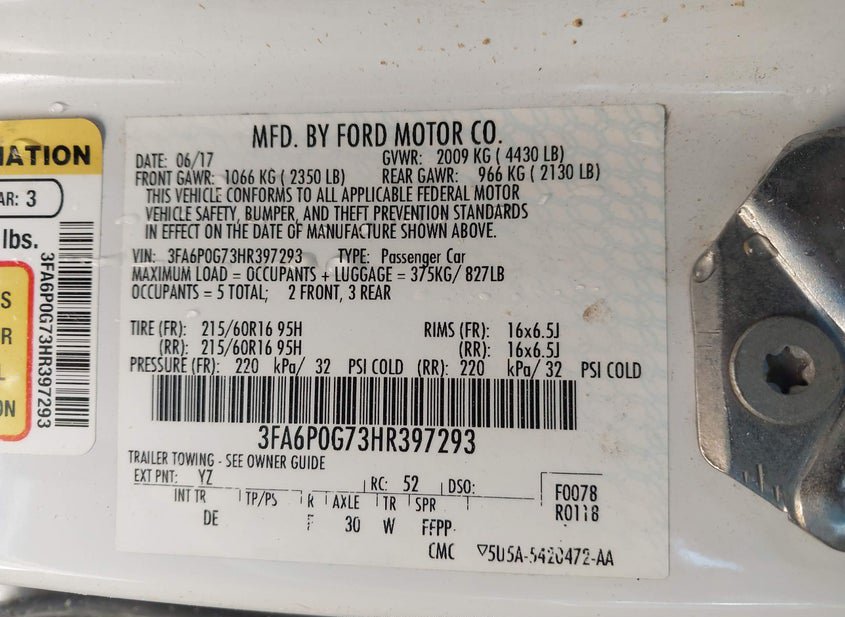 MFD. BY FORD MOTOR CO.
DATE: 06/17 GVWR: 2009 KG ( 4430 LB)
FRONT GAWR: 1066 KG ( 2350 LB) REAR GAWR: 966 KG ( 2130 LB)
THIS VEHICLE CONFORMS TO ALL APPLICABLE FEDERAL MOTOR
VEHICLE SAFETY, BUMPER, AND THEFT PREVENTION STANDARDS
IN EFFECT ON THE DATE OF MANUFACTURE SHOWN ABOVE.
VIN: 3FA6P0G73HR397293 TYPE: Passenger Car
MAXIMUM LOAD = OCCUPANTS + LUGGAGE = 375KG/ 827LB
OCCUPANTS = 5 TOTAL; 2 FRONT, 3 REAR
TIRE (FR): 215/60R16 95H RIMS (FR): 16x6.5J
(RR): 215/60R16 95H (RR): 16x6.5J
PRESSURE (FR): 220 kPa/ 32 PSI COLD (RR): 220 kPa/ 32 PSI COLD
3FA6P0G73HR397293
TRAILER TOWING - SEE OWNER GUIDE
EXT PNT: YZ RC: 52 DSO: F0078
INT TR TP/PS R AXLE TR SPR R0118
DE F 30 W FFPP
CMC ▽5U5A-5420472-AA
IATION
AR: 3
lbs.
3FA6P0G73HR397293
S
R
L
ON